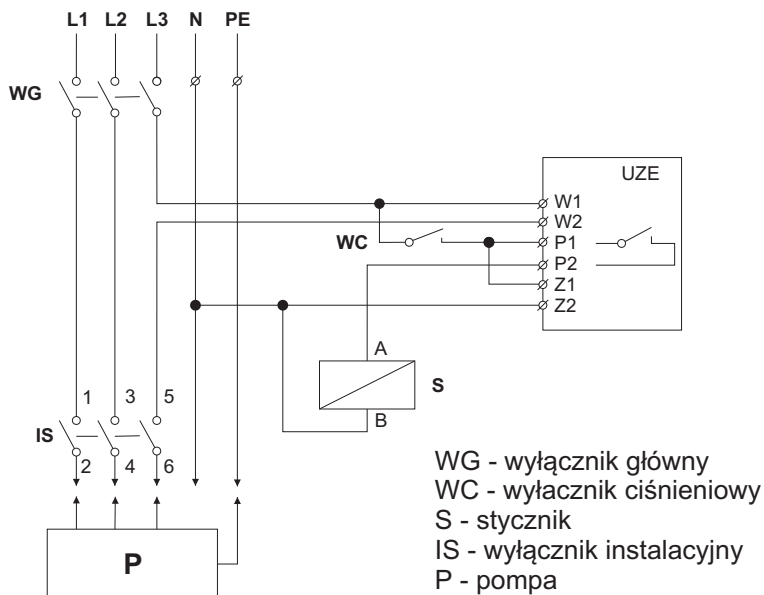 L1 L2 L3 N PE
WG
UZE
W1
W2
WC P1
P2
Z1
Z2
A
S
B
1 3 5
IS
2 4 6
P
WG - wyłącznik główny
WC - wyłacznik ciśnieniowy
S - stycznik
IS - wyłącznik instalacyjny
P - pompa